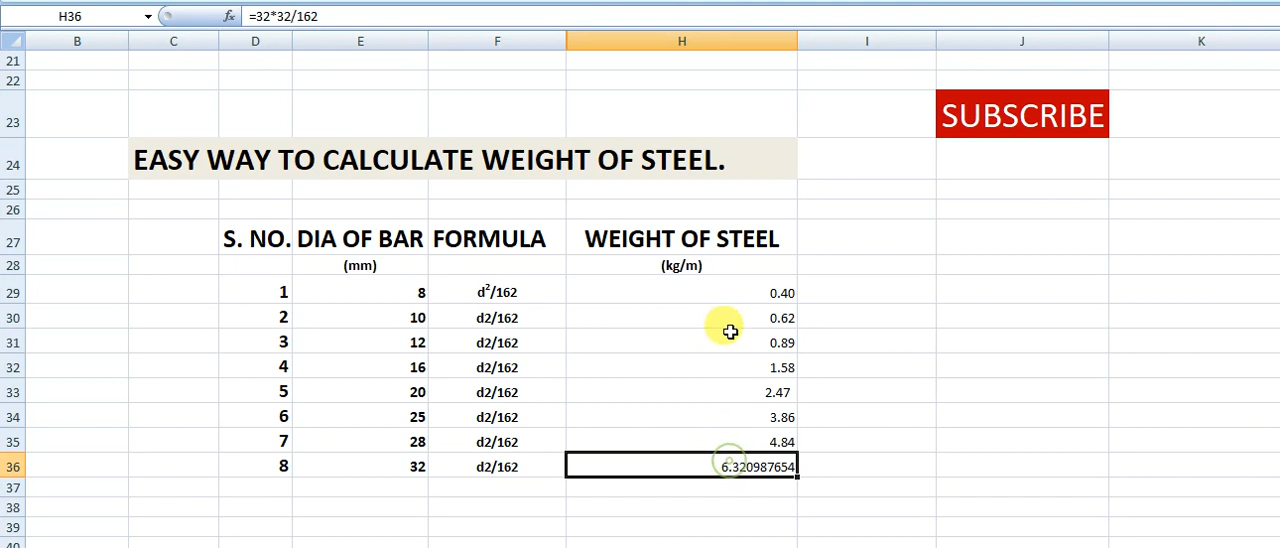 H36 fx =32*32/162
B C D E F H I J K
21
22
23 SUBSCRIBE
24 EASY WAY TO CALCULATE WEIGHT OF STEEL.
25
26
27 S. NO. DIA OF BAR FORMULA WEIGHT OF STEEL
28 (mm) (kg/m)
29 1 8 d²/162 0.40
30 2 10 d2/162 0.62
31 3 12 d2/162 0.89
32 4 16 d2/162 1.58
33 5 20 d2/162 2.47
34 6 25 d2/162 3.86
35 7 28 d2/162 4.84
36 8 32 d2/162 6.320987654
37
38
39
40